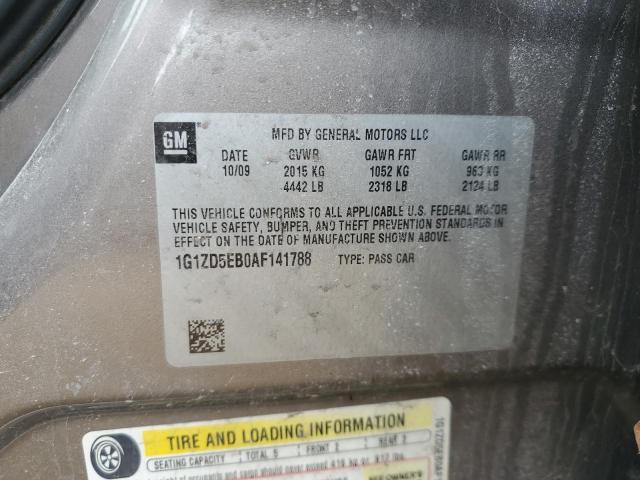 GM
MFD BY GENERAL MOTORS LLC
DATE GVWR GAWR FRT GAWR RR
10/09 2015 KG 1052 KG 963 KG
4442 LB 2318 LB 2124 LB
THIS VEHICLE CONFORMS TO ALL APPLICABLE U.S. FEDERAL MOTOR
VEHICLE SAFETY, BUMPER, AND THEFT PREVENTION STANDARDS
IN EFFECT ON THE DATE OF MANUFACTURE SHOWN ABOVE.
1G1ZD5EB0AF141788 TYPE: PASS CAR
TIRE AND LOADING INFORMATION
SEATING CAPACITY TOTAL 5 FRONT 2 REAR 3